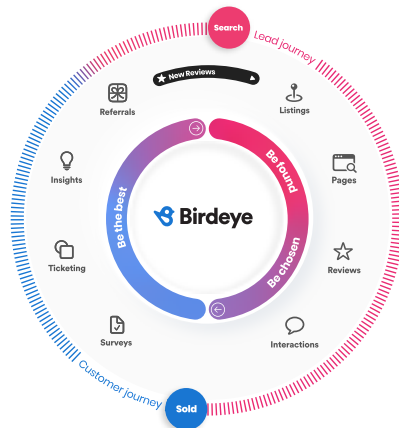 Search
Lead journey
New Reviews
Referrals
Listings
Be found
Insights
Pages
Be the best
Birdeye
Be chosen
Ticketing
Reviews
Surveys
Interactions
Customer journey
Sold